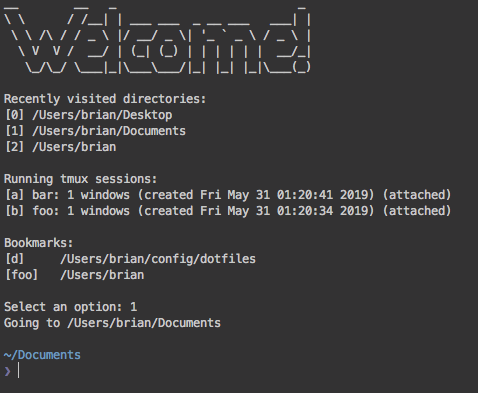 Welcome!
Recently visited directories:
[0] /Users/brian/Desktop
[1] /Users/brian/Documents
[2] /Users/brian
Running tmux sessions:
[a] bar: 1 windows (created Fri May 31 01:20:41 2019) (attached)
[b] foo: 1 windows (created Fri May 31 01:20:34 2019) (attached)
Bookmarks:
[d]     /Users/brian/config/dotfiles
[foo]   /Users/brian
Select an option: 1
Going to /Users/brian/Documents
~/Documents
❯